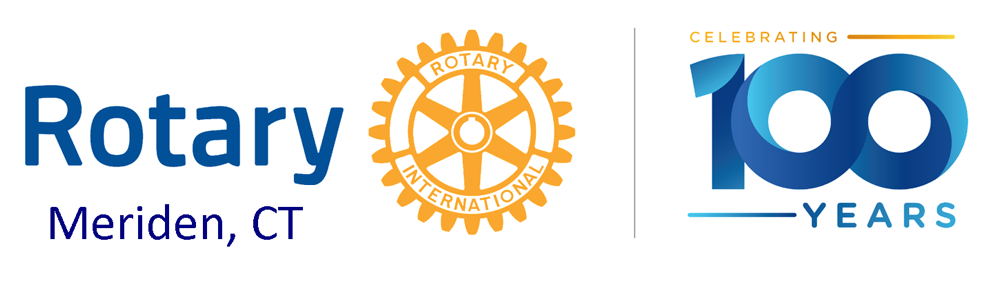 Rotary
Meriden, CT
ROTARY
INTERNATIONAL
CELEBRATING
100
YEARS